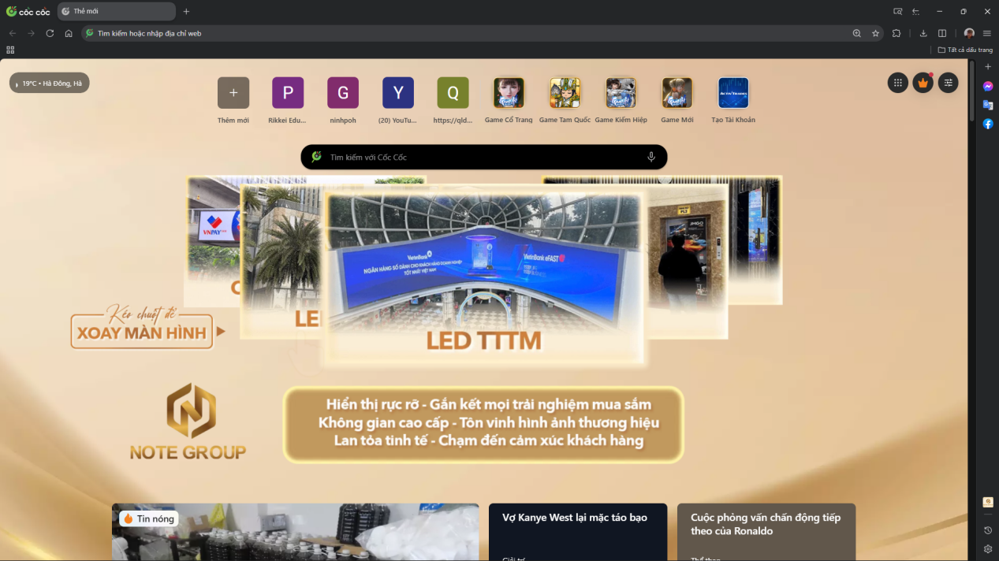 cốc cốc
Thẻ mới
Tìm kiếm hoặc nhập địa chỉ web
Tất cả dấu trang
19°C • Hà Đông, Hà
Thêm mới
P
Rikkei Edu...
G
ninhpoh
Y
(20) YouTu...
Q
https://qld...
Game Cổ Trang
Game Tam Quốc
Game Kiếm Hiệp
Game Mới
ACTIVTRADES
Tạo Tài Khoản
Tìm kiếm với Cốc Cốc
VNPAY
LE
VietinBank
NGÂN HÀNG SỐ DÀNH CHO KHÁCH HÀNG DOANH NGHIỆP
TỐT NHẤT VIỆT NAM
VietinBank eFAST
JMGO
LED TTTM
Kéo chuột để
XOAY MÀN HÌNH
NOTE GROUP
Hiển thị rực rỡ - Gắn kết mọi trải nghiệm mua sắm
Không gian cao cấp - Tôn vinh hình ảnh thương hiệu
Lan tỏa tinh tế - Chạm đến cảm xúc khách hàng
Tin nóng
Vợ Kanye West lại mặc táo bạo
Giải trí
Cuộc phỏng vấn chấn động tiếp
theo của Ronaldo
Thể thao